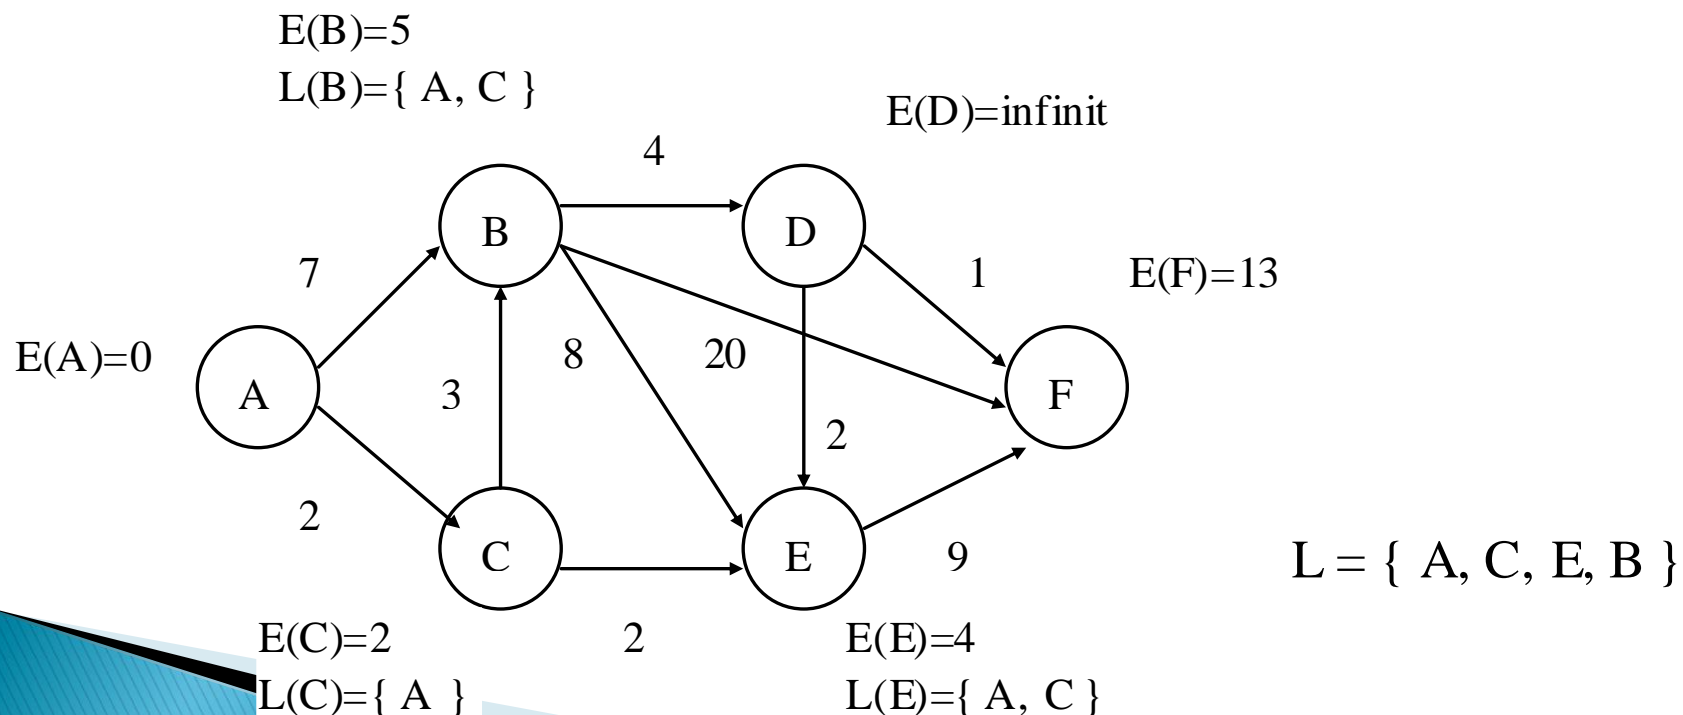 E(B)=5
L(B)={ A, C }
E(D)=infinit
4
B
D
7
1
E(F)=13
E(A)=0
8
20
A
3
F
2
2
C
E
9
L = { A, C, E, B }
E(C)=2
2
E(E)=4
L(C)={ A }
L(E)={ A, C }